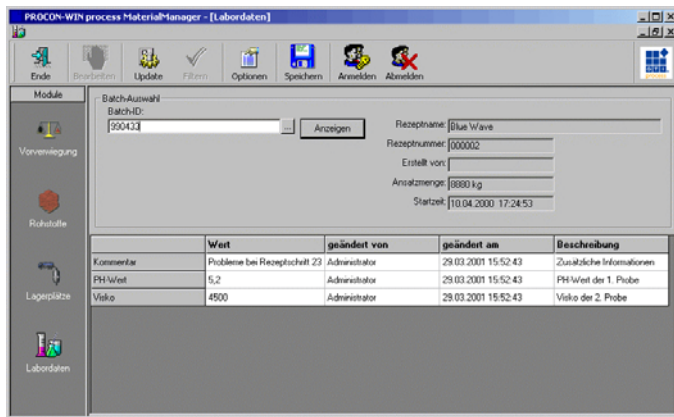 PROCON-WIN process MaterialManager - [Labordaten]
Ende Bearbeiten Update Filtern Optionen Speichern Anmelden Abmelden
Module
Vorverwiegung
Rohstoffe
Lagerplätze
Labordaten
Batch-Auswahl
Batch-ID:
990433 ... Anzeigen
Rezeptname: Blue Wave
Rezeptnummer: 000002
Erstellt von:
Ansatzmenge: 8880 kg
Startzeit: 10.04.2000 17:24:53
Wert geändert von geändert am Beschreibung
Kommentar Probleme bei Rezeptschritt 23 Administrator 29.03.2001 15:52:43 Zusätzliche Informationen
PH-Wert 5,2 Administrator 29.03.2001 15:52:43 PH-Wert der 1. Probe
Visko 4500 Administrator 29.03.2001 15:52:43 Visko der 2. Probe